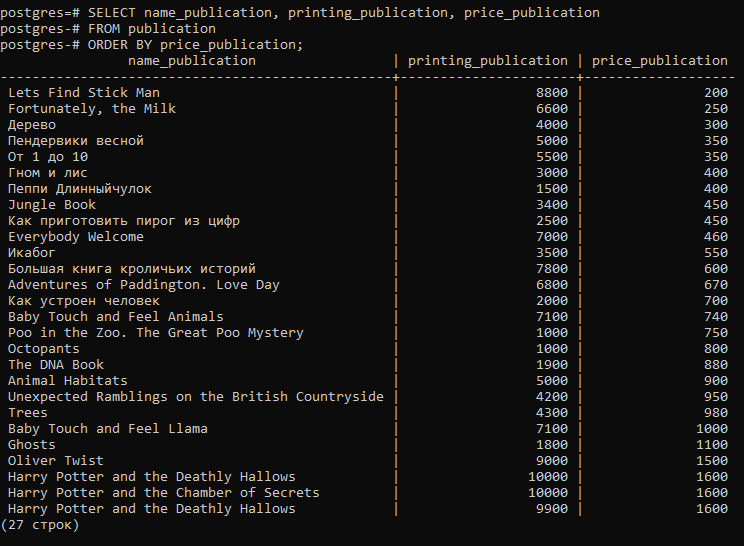 postgres=# SELECT name_publication, printing_publication, price_publication
postgres-# FROM publication
postgres-# ORDER BY price_publication;
name_publication | printing_publication | price_publication
-------------------------------------------------+----------------------+-------------------
Lets Find Stick Man | 8800 | 200
Fortunately, the Milk | 6600 | 250
Дерево | 4000 | 300
Пендервики весной | 5000 | 350
От 1 до 10 | 5500 | 350
Гном и лис | 3000 | 400
Пеппи Длинныйчулок | 1500 | 400
Jungle Book | 3400 | 450
Как приготовить пирог из цифр | 2500 | 450
Everybody Welcome | 7000 | 460
Икабог | 3500 | 550
Большая книга кроличьих историй | 7800 | 600
Adventures of Paddington. Love Day | 6800 | 670
Как устроен человек | 2000 | 700
Baby Touch and Feel Animals | 7100 | 740
Poo in the Zoo. The Great Poo Mystery | 1000 | 750
Octopants | 1000 | 800
The DNA Book | 1900 | 880
Animal Habitats | 5000 | 900
Unexpected Ramblings on the British Countryside | 4200 | 950
Trees | 4300 | 980
Baby Touch and Feel Llama | 7100 | 1000
Ghosts | 1800 | 1100
Oliver Twist | 9000 | 1500
Harry Potter and the Deathly Hallows | 10000 | 1600
Harry Potter and the Chamber of Secrets | 10000 | 1600
Harry Potter and the Deathly Hallows | 9900 | 1600
(27 строк)